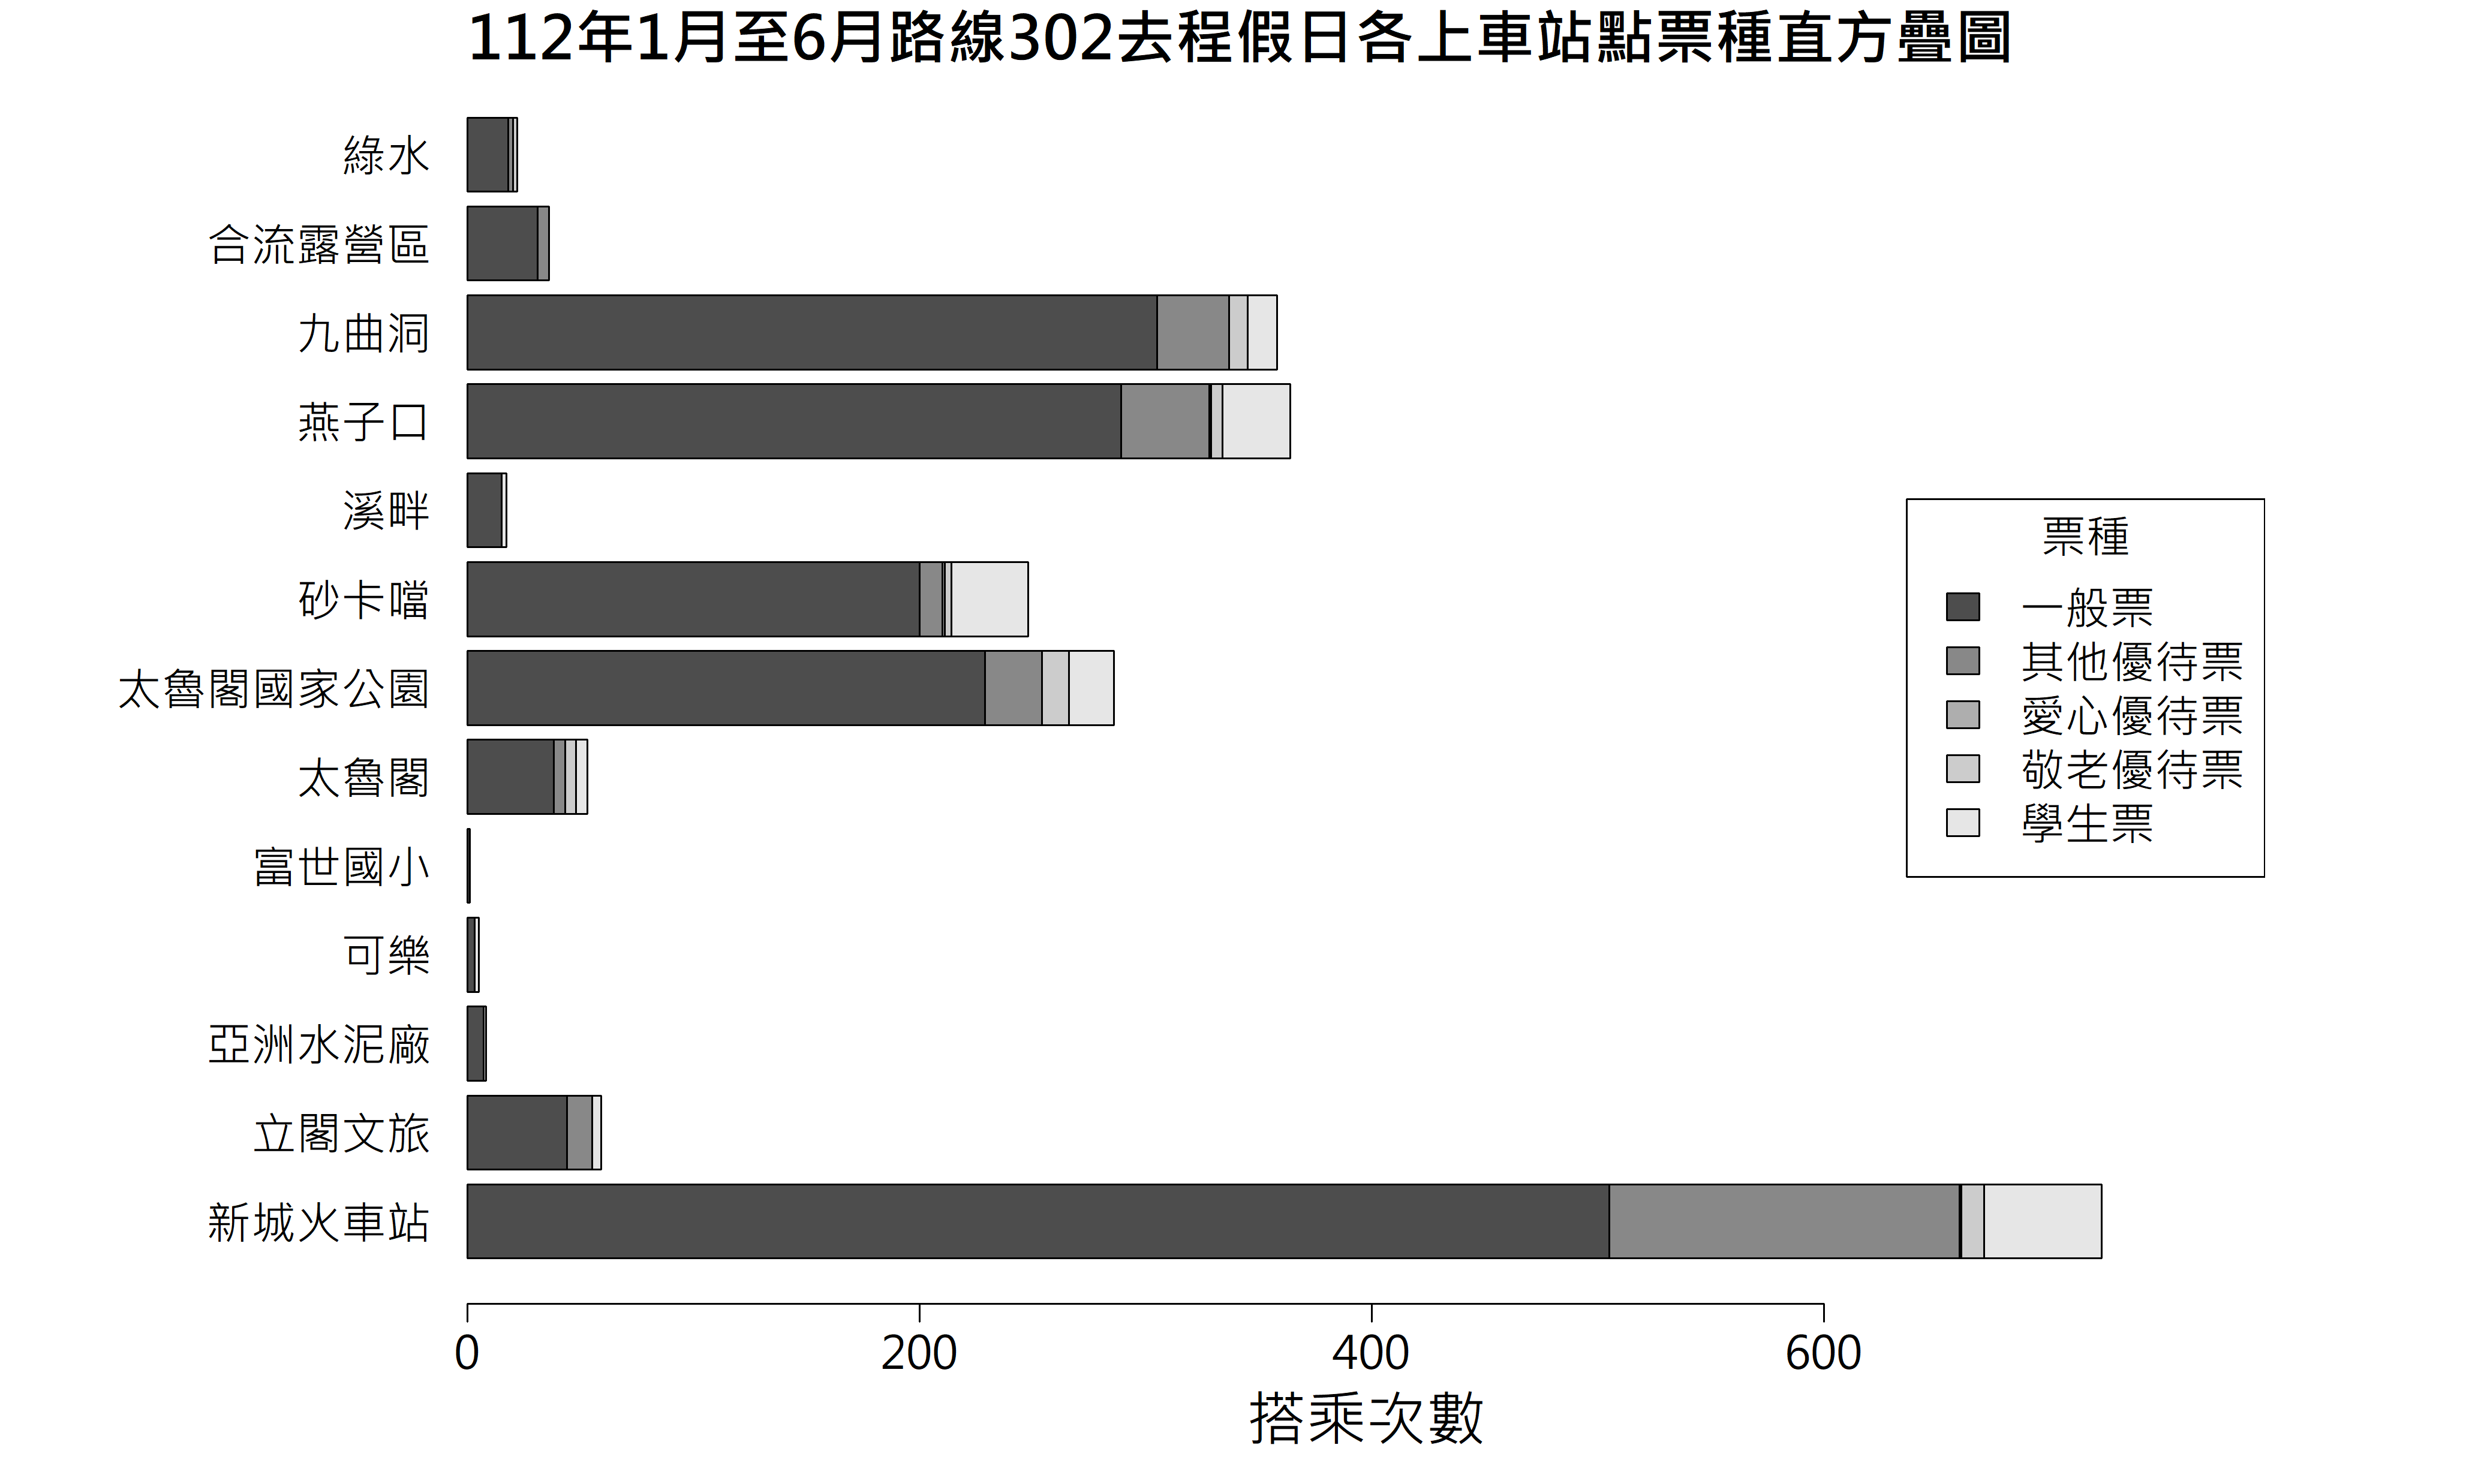 112年1月至6月路線302去程假日各上車站點票種直方疊圖
綠水
合流露營區
九曲洞
燕子口
溪畔
砂卡噹
太魯閣國家公園
太魯閣
富世國小
可樂
亞洲水泥廠
立閣文旅
新城火車站
票種
一般票
其他優待票
愛心優待票
敬老優待票
學生票
0 200 400 600
搭乘次數